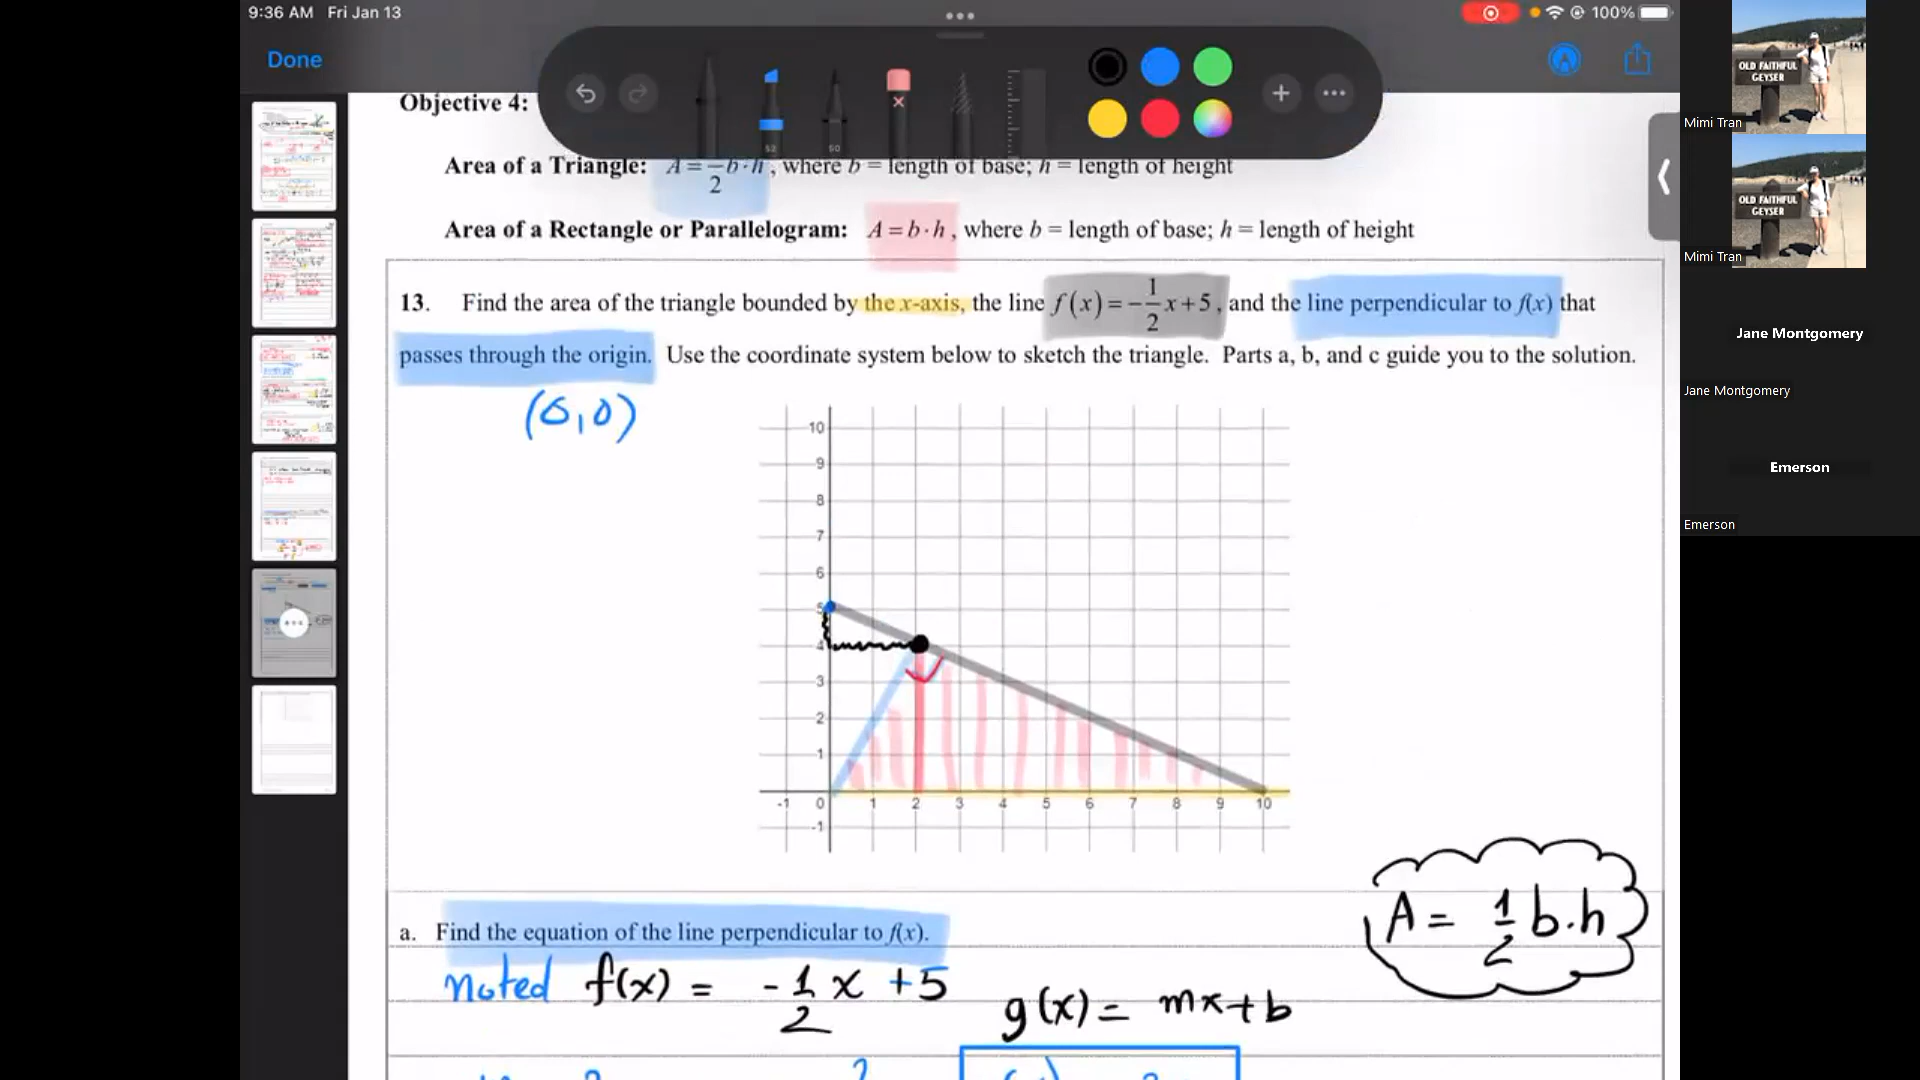 9:36 AM Fri Jan 13
100%
Done
52
50
Objective 4:
Area of a Triangle: A = 1/2 b · h, where b = length of base; h = length of height
Area of a Rectangle or Parallelogram: A = b · h, where b = length of base; h = length of height
13. Find the area of the triangle bounded by the x-axis, the line f(x) = -1/2 x + 5, and the line perpendicular to f(x) that
passes through the origin. Use the coordinate system below to sketch the triangle. Parts a, b, and c guide you to the solution.
(0,0)
10
9
8
7
6
5
4
3
2
1
-1 0 1 2 3 4 5 6 7 8 9 10
-1
A = 1/2 b.h
a. Find the equation of the line perpendicular to f(x).
noted f(x) = -1/2 x +5
g(x) = mx+b
OLD FAITHFUL
GEYSER
Mimi Tran
OLD FAITHFUL
GEYSER
Mimi Tran
Jane Montgomery
Jane Montgomery
Emerson
Emerson